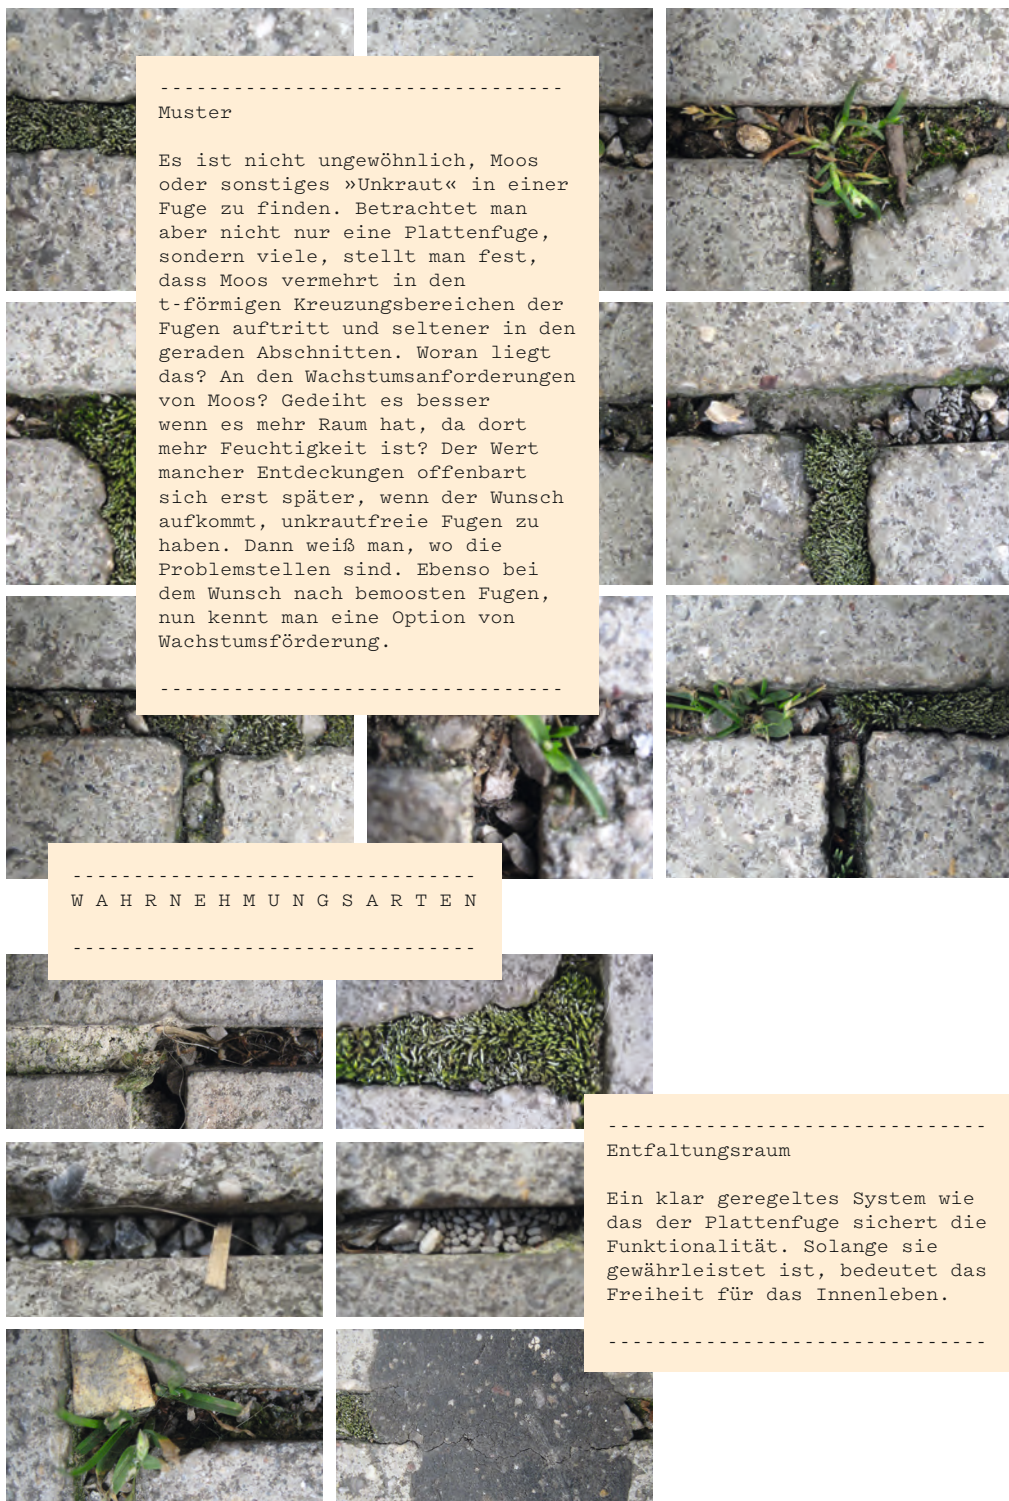 ---------------------------------
Muster
Es ist nicht ungewöhnlich, Moos
oder sonstiges »Unkraut« in einer
Fuge zu finden. Betrachtet man
aber nicht nur eine Plattenfuge,
sondern viele, stellt man fest,
dass Moos vermehrt in den
t-förmigen Kreuzungsbereichen der
Fugen auftritt und seltener in den
geraden Abschnitten. Woran liegt
das? An den Wachstumsanforderungen
von Moos? Gedeiht es besser
wenn es mehr Raum hat, da dort
mehr Feuchtigkeit ist? Der Wert
mancher Entdeckungen offenbart
sich erst später, wenn der Wunsch
aufkommt, unkrautfreie Fugen zu
haben. Dann weiß man, wo die
Problemstellen sind. Ebenso bei
dem Wunsch nach bemoosten Fugen,
nun kennt man eine Option von
Wachstumsförderung.
---------------------------------
---------------------------------
W A H R N E H M U N G S A R T E N
---------------------------------
-------------------------------
Entfaltungsraum
Ein klar geregeltes System wie
das der Plattenfuge sichert die
Funktionalität. Solange sie
gewährleistet ist, bedeutet das
Freiheit für das Innenleben.
-------------------------------